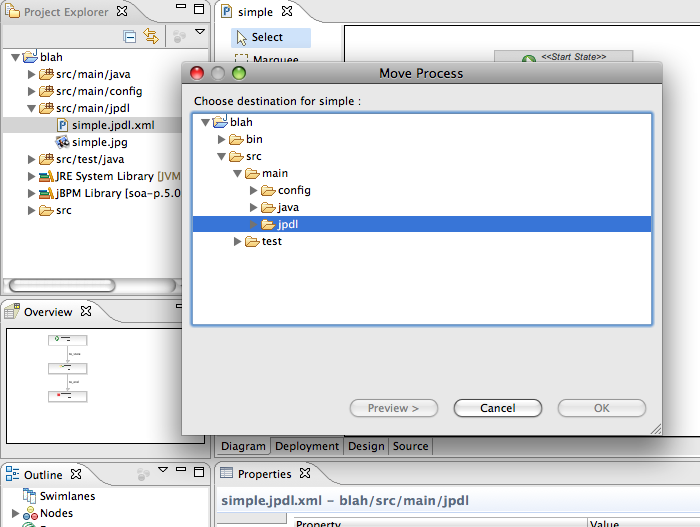 Project Explorer
blah
src/main/java
src/main/config
src/main/jpdl
simple.jpdl.xml
simple.jpg
src/test/java
JRE System Library [JVM
jBPM Library [soa-p.5.0
src
simple
Select
Marquee
<<Start State>>
Move Process
Choose destination for simple :
blah
bin
src
main
config
java
jpdl
test
Preview >
Cancel
OK
Overview
Diagram
Deployment
Design
Source
Outline
Swimlanes
Nodes
Properties
simple.jpdl.xml – blah/src/main/jpdl
Property
Value